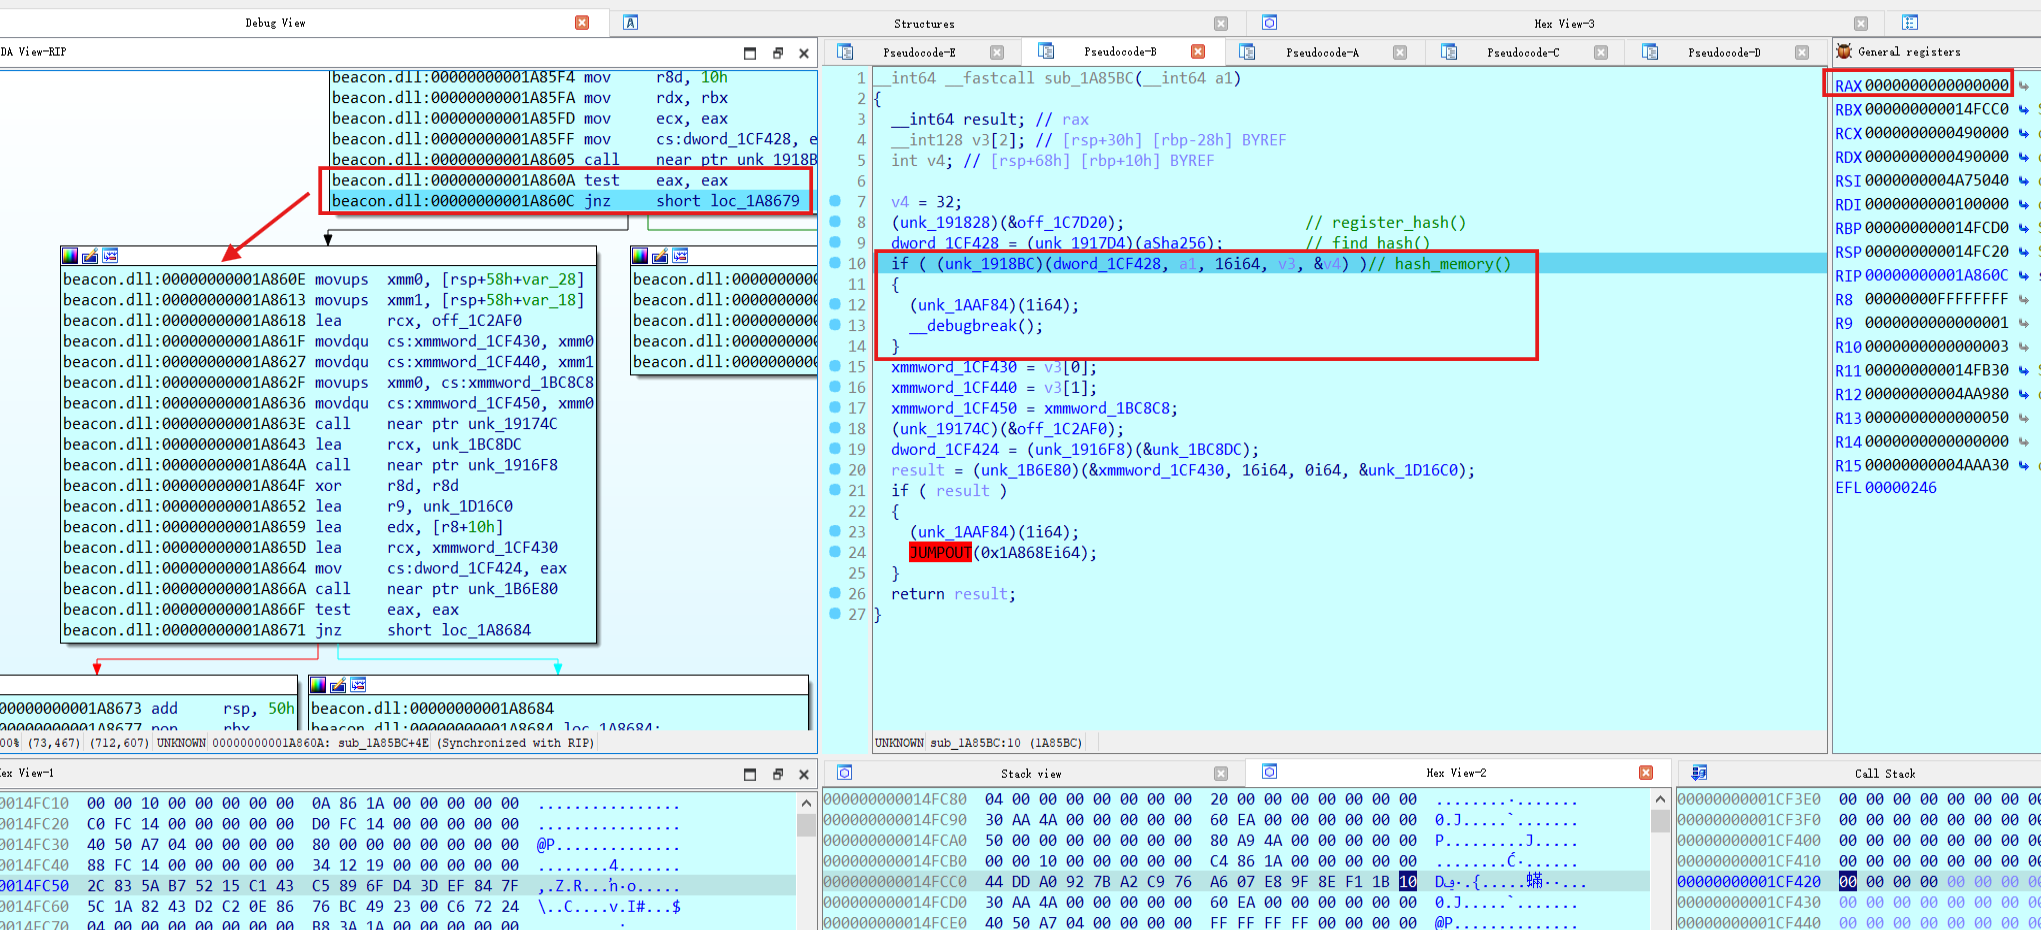 Debug View
Structures
Hex View-3
DA View-RIP
beacon.dll:00000000001A85F4 mov r8d, 10h
beacon.dll:00000000001A85FA mov rdx, rbx
beacon.dll:00000000001A85FD mov ecx, eax
beacon.dll:00000000001A85FF mov cs:dword_1CF428, e
beacon.dll:00000000001A8605 call near ptr unk_1918B
beacon.dll:00000000001A860A test eax, eax
beacon.dll:00000000001A860C jnz short loc_1A8679
beacon.dll:00000000001A860E movups xmm0, [rsp+58h+var_28]
beacon.dll:00000000001A8613 movups xmm1, [rsp+58h+var_18]
beacon.dll:00000000001A8618 lea rcx, off_1C2AF0
beacon.dll:00000000001A861F movdqu cs:xmmword_1CF430, xmm0
beacon.dll:00000000001A8627 movdqu cs:xmmword_1CF440, xmm1
beacon.dll:00000000001A862F movups xmm0, cs:xmmword_1BC8C8
beacon.dll:00000000001A8636 movdqu cs:xmmword_1CF450, xmm0
beacon.dll:00000000001A863E call near ptr unk_19174C
beacon.dll:00000000001A8643 lea rcx, unk_1BC8DC
beacon.dll:00000000001A864A call near ptr unk_1916F8
beacon.dll:00000000001A864F xor r8d, r8d
beacon.dll:00000000001A8652 lea r9, unk_1D16C0
beacon.dll:00000000001A8659 lea edx, [r8+10h]
beacon.dll:00000000001A865D lea rcx, xmmword_1CF430
beacon.dll:00000000001A8664 mov cs:dword_1CF424, eax
beacon.dll:00000000001A866A call near ptr unk_1B6E80
beacon.dll:00000000001A866F test eax, eax
beacon.dll:00000000001A8671 jnz short loc_1A8684
beacon.dll:0000000000
beacon.dll:0000000000
beacon.dll:0000000000
beacon.dll:0000000000
beacon.dll:0000000000
00000000001A8673 add rsp, 50h
00000000001A8677 pop rbx
beacon.dll:00000000001A8684
beacon.dll:00000000001A8684 loc_1A8684:
00% (73,467) (712,607) UNKNOWN 00000000001A860A: sub_1A85BC+4E (Synchronized with RIP)
Pseudocode-E
Pseudocode-B
Pseudocode-A
Pseudocode-C
Pseudocode-D
1 __int64 __fastcall sub_1A85BC(__int64 a1)
2 {
3 __int64 result; // rax
4 __int128 v3[2]; // [rsp+30h] [rbp-28h] BYREF
5 int v4; // [rsp+68h] [rbp+10h] BYREF
6
7 v4 = 32;
8 (unk_191828)(&off_1C7D20); // register_hash()
9 dword_1CF428 = (unk_1917D4)(aSha256); // find_hash()
10 if ( (unk_1918BC)(dword_1CF428, a1, 16i64, v3, &v4) )// hash_memory()
11 {
12 (unk_1AAF84)(1i64);
13 __debugbreak();
14 }
15 xmmword_1CF430 = v3[0];
16 xmmword_1CF440 = v3[1];
17 xmmword_1CF450 = xmmword_1BC8C8;
18 (unk_19174C)(&off_1C2AF0);
19 dword_1CF424 = (unk_1916F8)(&unk_1BC8DC);
20 result = (unk_1B6E80)(&xmmword_1CF430, 16i64, 0i64, &unk_1D16C0);
21 if ( result )
22 {
23 (unk_1AAF84)(1i64);
24 JUMPOUT(0x1A868Ei64);
25 }
26 return result;
27 }
UNKNOWN sub_1A85BC:10 (1A85BC)
General registers
RAX 0000000000000000
RBX 000000000014FCC0
RCX 0000000000490000
RDX 0000000000490000
RSI 0000000004A75040
RDI 0000000000100000
RBP 000000000014FCD0
RSP 000000000014FC20
RIP 00000000001A860C
R8 00000000FFFFFFFF
R9 0000000000000001
R10 0000000000000003
R11 000000000014FB30
R12 00000000004AA980
R13 0000000000000050
R14 0000000000000000
R15 00000000004AAA30
EFL 00000246
Hex View-1
0014FC10 00 00 10 00 00 00 00 00 0A 86 1A 00 00 00 00 00 ................
0014FC20 C0 FC 14 00 00 00 00 00 D0 FC 14 00 00 00 00 00 ................
0014FC30 40 50 A7 04 00 00 00 00 80 00 00 00 00 00 00 00 @P..............
0014FC40 88 FC 14 00 00 00 00 00 34 12 19 00 00 00 00 00 ........4.......
0014FC50 2C 83 5A B7 52 15 C1 43 C5 89 6F D4 3D EF 84 7F
0014FC60 5C 1A 82 43 D2 C2 0E 86 76 BC 49 23 00 C6 72 24 \..C....v.I#...$
0014FC70 04 00 00 00 00 00 00 00 B8 3A 1A 00 00 00 00 00
Stack view
Hex View-2
000000000014FC80 04 00 00 00 00 00 00 00 20 00 00 00 00 00 00 00
000000000014FC90 30 AA 4A 00 00 00 00 00 60 EA 00 00 00 00 00 00 0.J.....`.......
000000000014FCA0 50 00 00 00 00 00 00 00 80 A9 4A 00 00 00 00 00 P.........J.....
000000000014FCB0 00 00 10 00 00 00 00 00 C4 86 1A 00 00 00 00 00
000000000014FCC0 44 DD A0 92 7B A2 C9 76 A6 07 E8 9F 8E F1 1B 10
000000000014FCD0 30 AA 4A 00 00 00 00 00 60 EA 00 00 00 00 00 00 0.J.....`.......
000000000014FCE0 40 50 A7 04 00 00 00 00 FF FF FF FF 00 00 00 00 @P..............
Call Stack
00000000001CF3E0 00 00 00 00 00 00 00
00000000001CF3F0 00 00 00 00 00 00 00
00000000001CF400 00 00 00 00 00 00 00
00000000001CF410 00 00 00 00 00 00 00
00000000001CF420 00 00 00 00 00 00 00
00000000001CF430 00 00 00 00 00 00 00
00000000001CF440 00 00 00 00 00 00 00